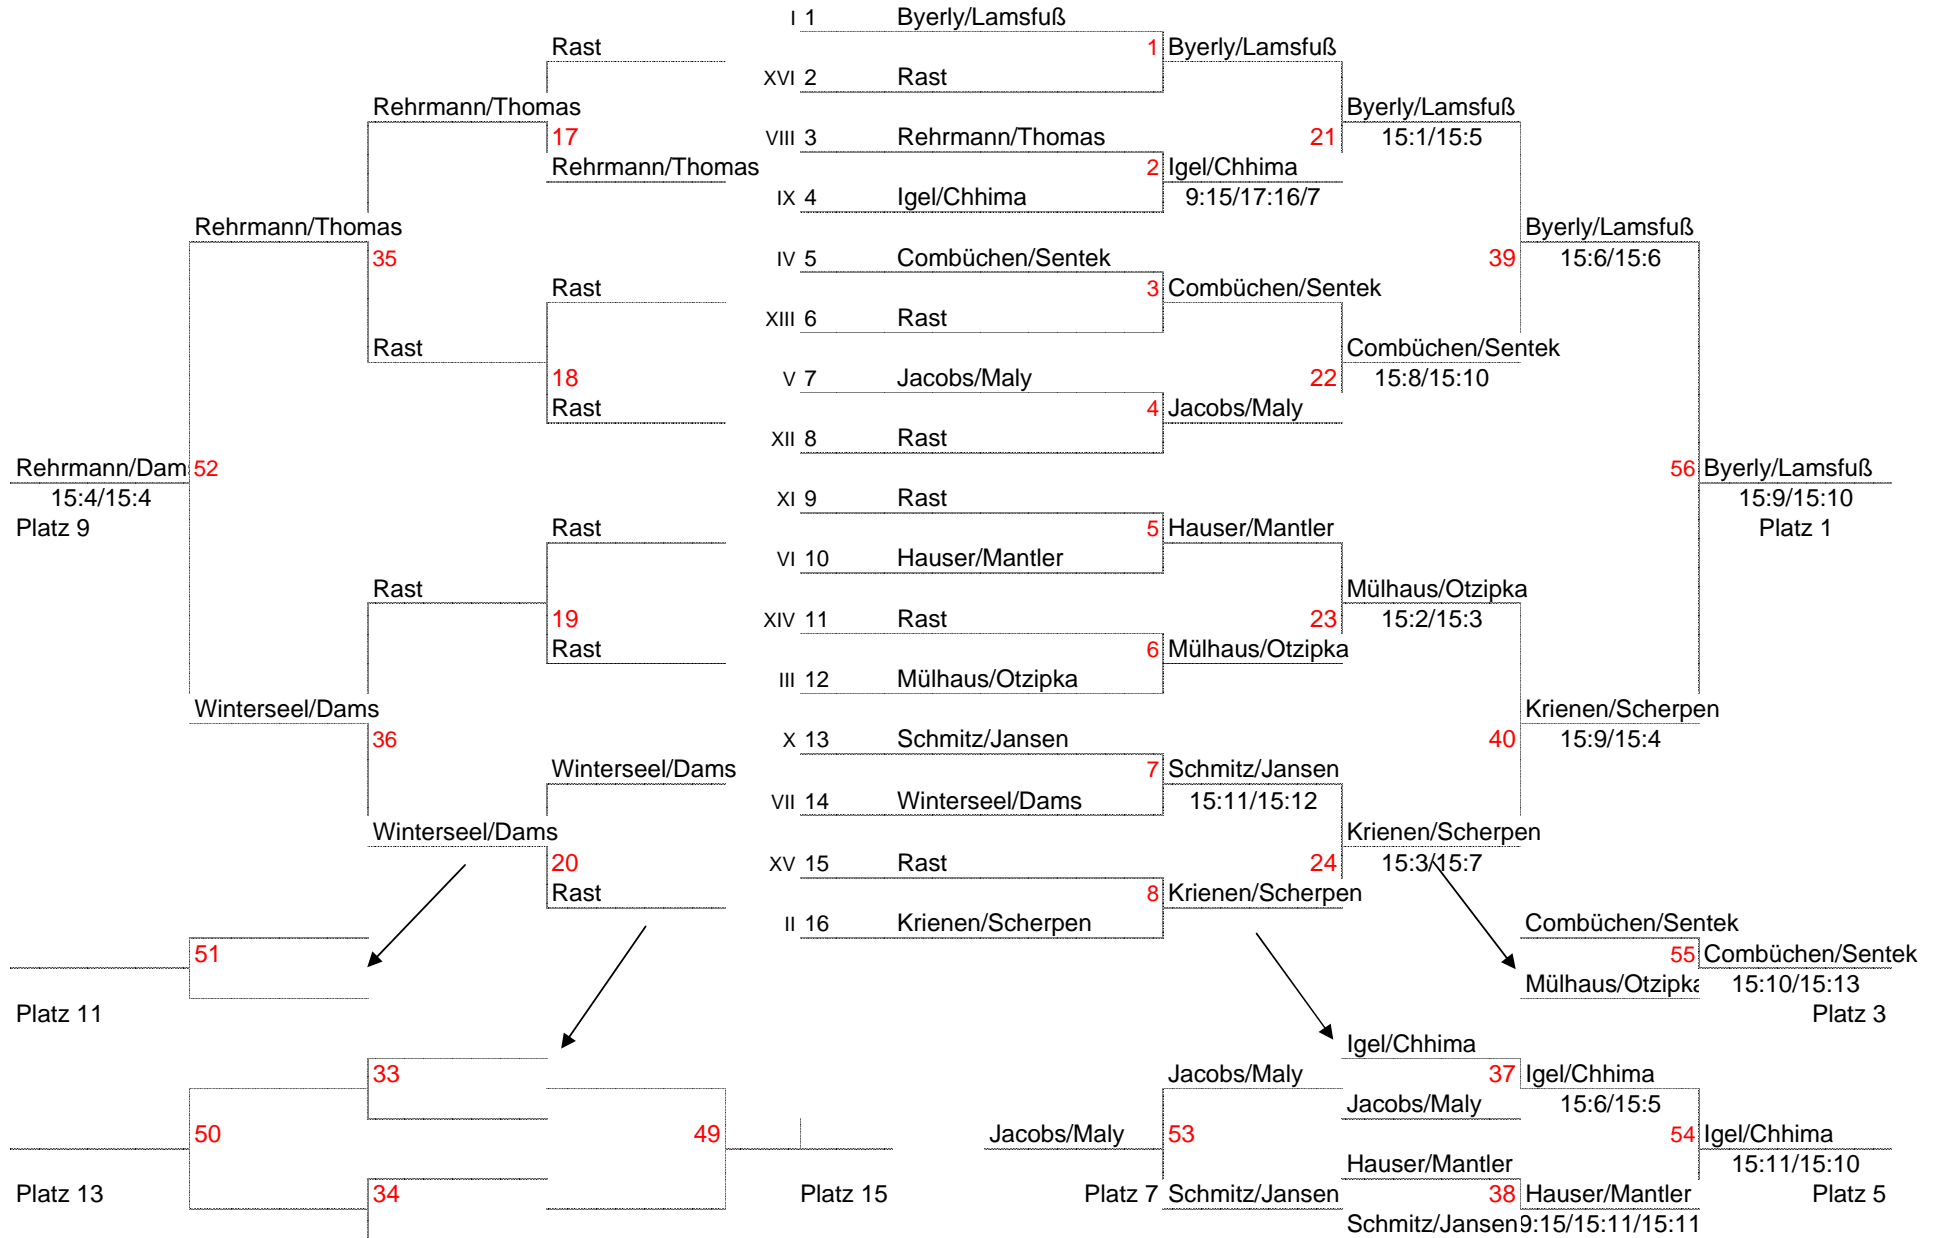 I 1 Byerly/Lamsfuß
Rast 1 Byerly/Lamsfuß
XVI 2 Rast
Rehrmann/Thomas Byerly/Lamsfuß
17 VIII 3 Rehrmann/Thomas 21 15:1/15:5
Rehrmann/Thomas 2 Igel/Chhima
IX 4 Igel/Chhima 9:15/17:16/7
Rehrmann/Thomas Byerly/Lamsfuß
35 IV 5 Combüchen/Sentek 39 15:6/15:6
Rast 3 Combüchen/Sentek
XIII 6 Rast
Rast Combüchen/Sentek
18 V 7 Jacobs/Maly 22 15:8/15:10
Rast 4 Jacobs/Maly
XII 8 Rast
Rehrmann/Dam 52 56 Byerly/Lamsfuß
15:4/15:4 XI 9 Rast 15:9/15:10
Platz 9 Rast 5 Hauser/Mantler Platz 1
VI 10 Hauser/Mantler
Rast Mülhaus/Otzipka
19 XIV 11 Rast 23 15:2/15:3
Rast 6 Mülhaus/Otzipka
III 12 Mülhaus/Otzipka
Winterseel/Dams Krienen/Scherpen
36 X 13 Schmitz/Jansen 40 15:9/15:4
Winterseel/Dams 7 Schmitz/Jansen
VII 14 Winterseel/Dams 15:11/15:12
Winterseel/Dams Krienen/Scherpen
20 XV 15 Rast 24 15:3/15:7
Rast 8 Krienen/Scherpen
II 16 Krienen/Scherpen Combüchen/Sentek
51 55 Combüchen/Sentek
Mülhaus/Otzipka 15:10/15:13
Platz 11 Platz 3
Igel/Chhima
33 Jacobs/Maly 37 Igel/Chhima
Jacobs/Maly 15:6/15:5
50 49 Jacobs/Maly 53 54 Igel/Chhima
Hauser/Mantler 15:11/15:10
Platz 13 34 Platz 15 Platz 7 Schmitz/Jansen 38 Hauser/Mantler Platz 5
Schmitz/Jansen 9:15/15:11/15:11